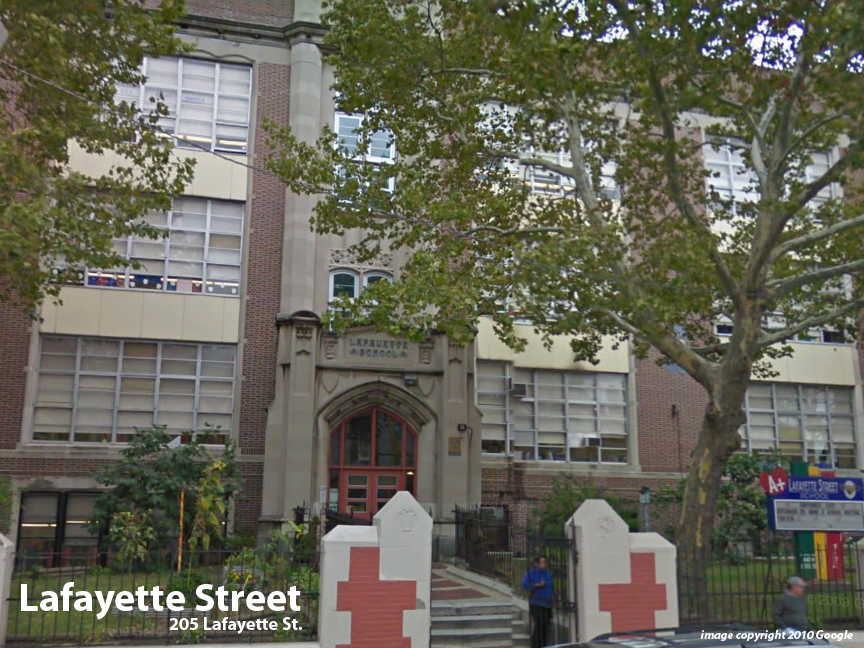 LAFAYETTE
SCHOOL
A+
LAFAYETTE STREET
SCHOOL
Lafayette Street
205 Lafayette St.
image copyright 2010 Google